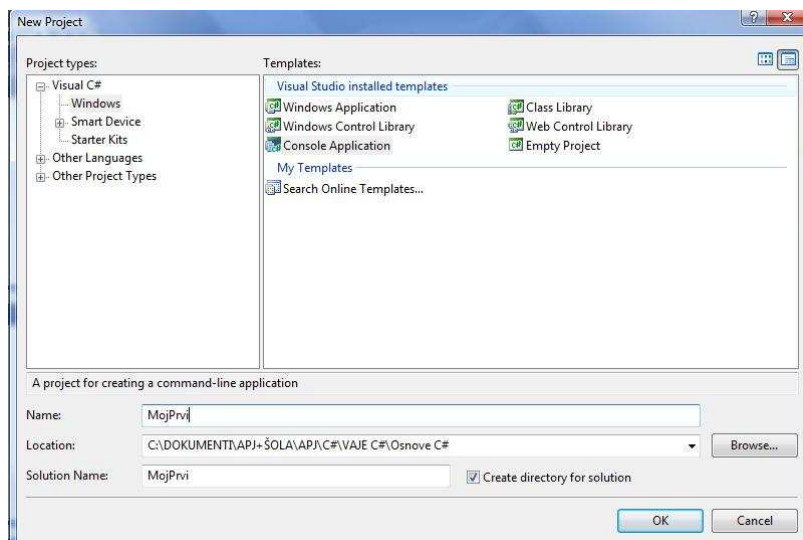 New Project
Project types:
Templates:
Visual C#
Windows
Smart Device
Starter Kits
Other Languages
Other Project Types
Visual Studio installed templates
Windows Application
Class Library
Windows Control Library
Web Control Library
Console Application
Empty Project
My Templates
Search Online Templates...
A project for creating a command-line application
Name:
MojPrvi
Location:
C:\DOKUMENTI\APJ+ŠOLA\APJ\C#\VAJE C#\Osnove C#
Browse...
Solution Name:
MojPrvi
Create directory for solution
OK
Cancel